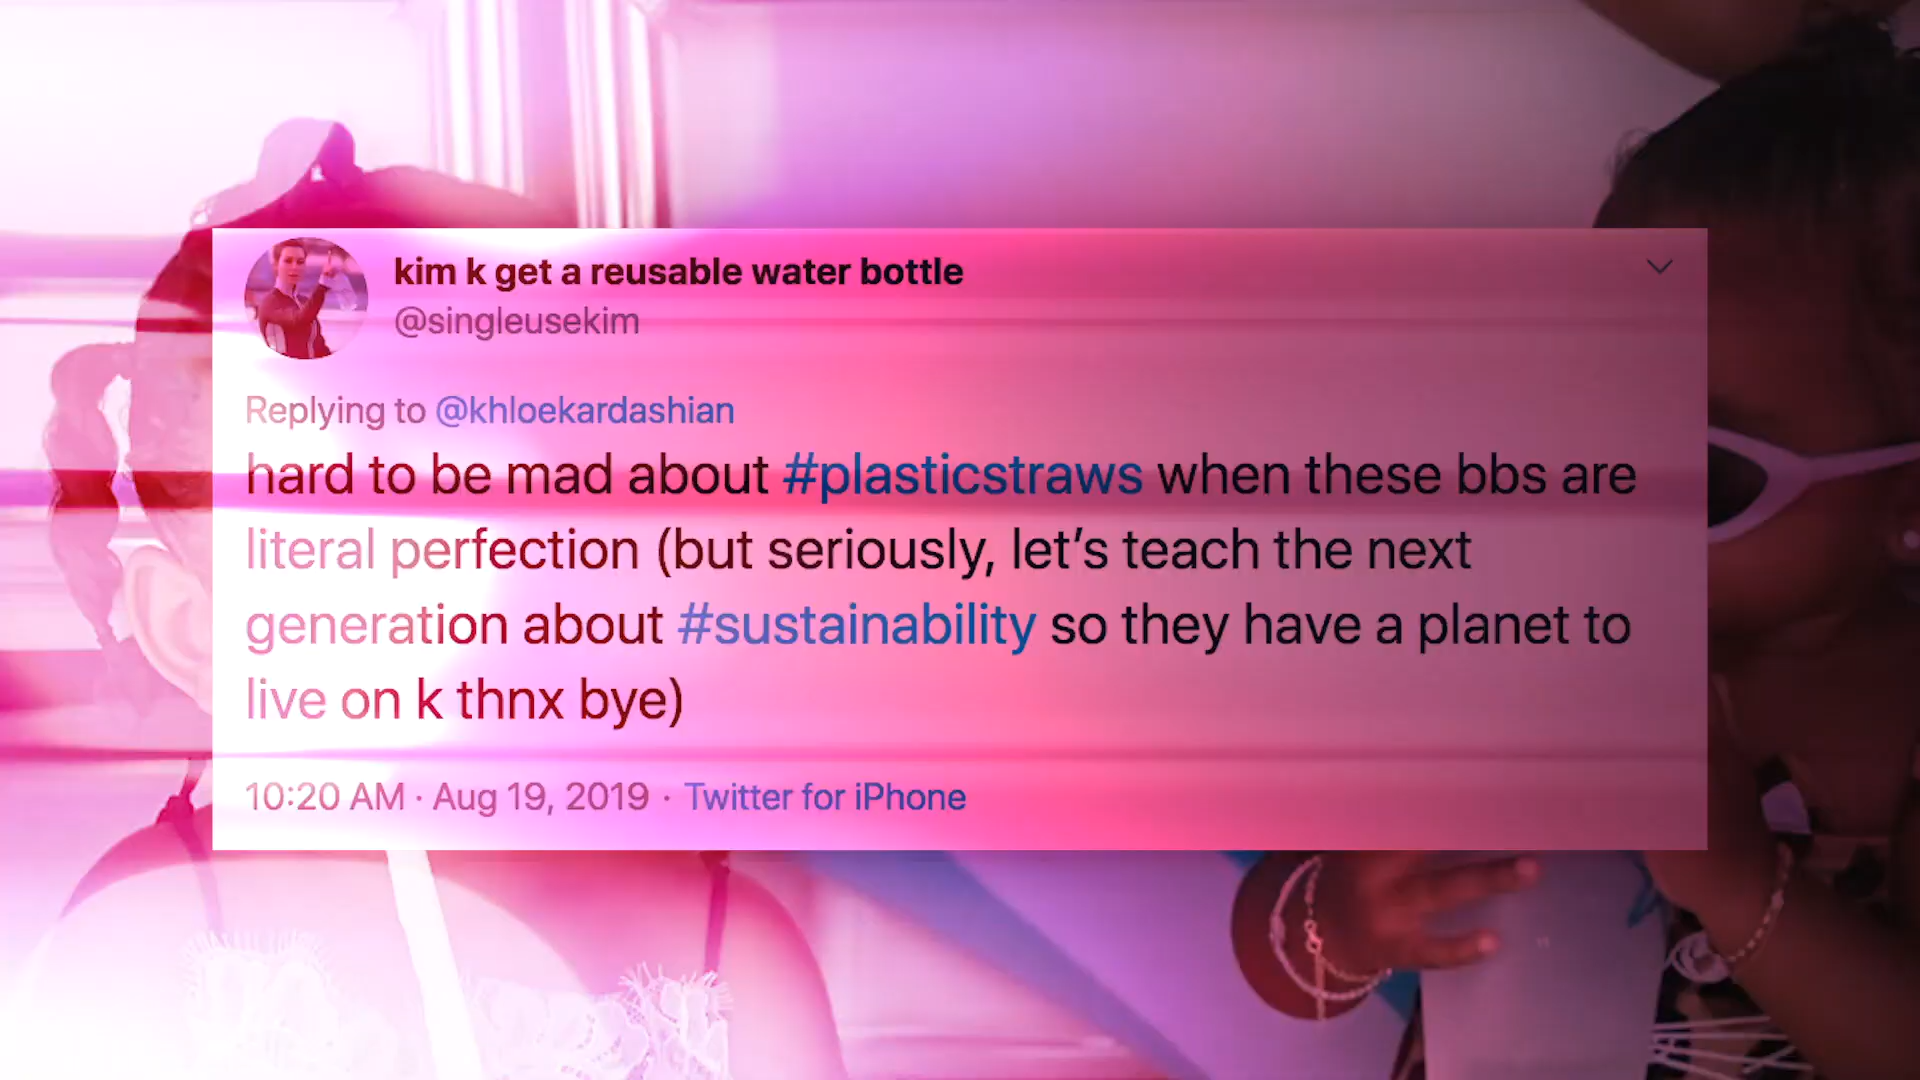 kim k get a reusable water bottle
@singleusekim
Replying to @khloekardashian
hard to be mad about #plasticstraws when these bbs are
literal perfection (but seriously, let’s teach the next
generation about #sustainability so they have a planet to
live on k thnx bye)
10:20 AM · Aug 19, 2019 · Twitter for iPhone